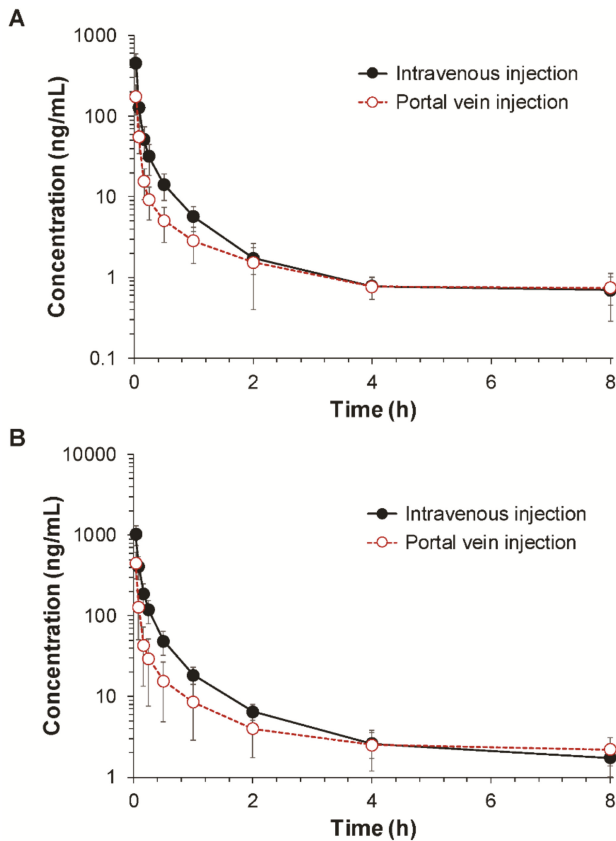 A
Concentration (ng/mL)
1000
100
10
1
0.1
Intravenous injection
Portal vein injection
0
2
4
6
8
Time (h)
B
Concentration (ng/mL)
10000
1000
100
10
1
Intravenous injection
Portal vein injection
0
2
4
6
8
Time (h)